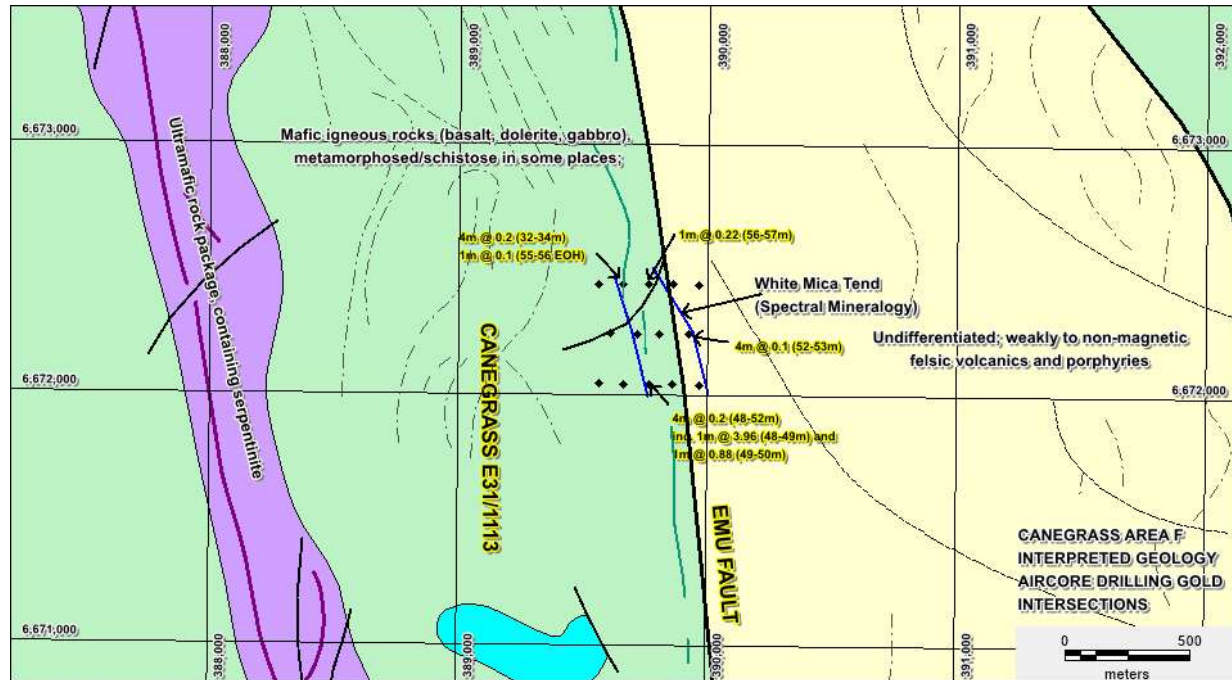 388,000
389,000
390,000
391,000
392,000
6,673,000
6,673,000
Mafic igneous rocks (basalt, dolerite, gabbro),
metamorphosed/schistose in some places;
Ultramafic rock package, containing serpentinite
4m @ 0.2 (32-34m)
1m @ 0.1 (55-56 EOH)
1m @ 0.22 (56-57m)
White Mica Tend
(Spectral Mineralogy)
4m @ 0.1 (52-53m)
Undifferentiated; weakly to non-magnetic
felsic volcanics and porphyries
CANEGRASS E31/1113
6,672,000
6,672,000
4m @ 0.2 (48-52m)
inc. 1m @ 3.96 (48-49m) and
1m @ 0.88 (49-50m)
EMU FAULT
CANEGRASS AREA F
INTERPRETED GEOLOGY
AIRCORE DRILLING GOLD
INTERSECTIONS
6,671,000
388,000
389,000
390,000
391,000
0 500
meters